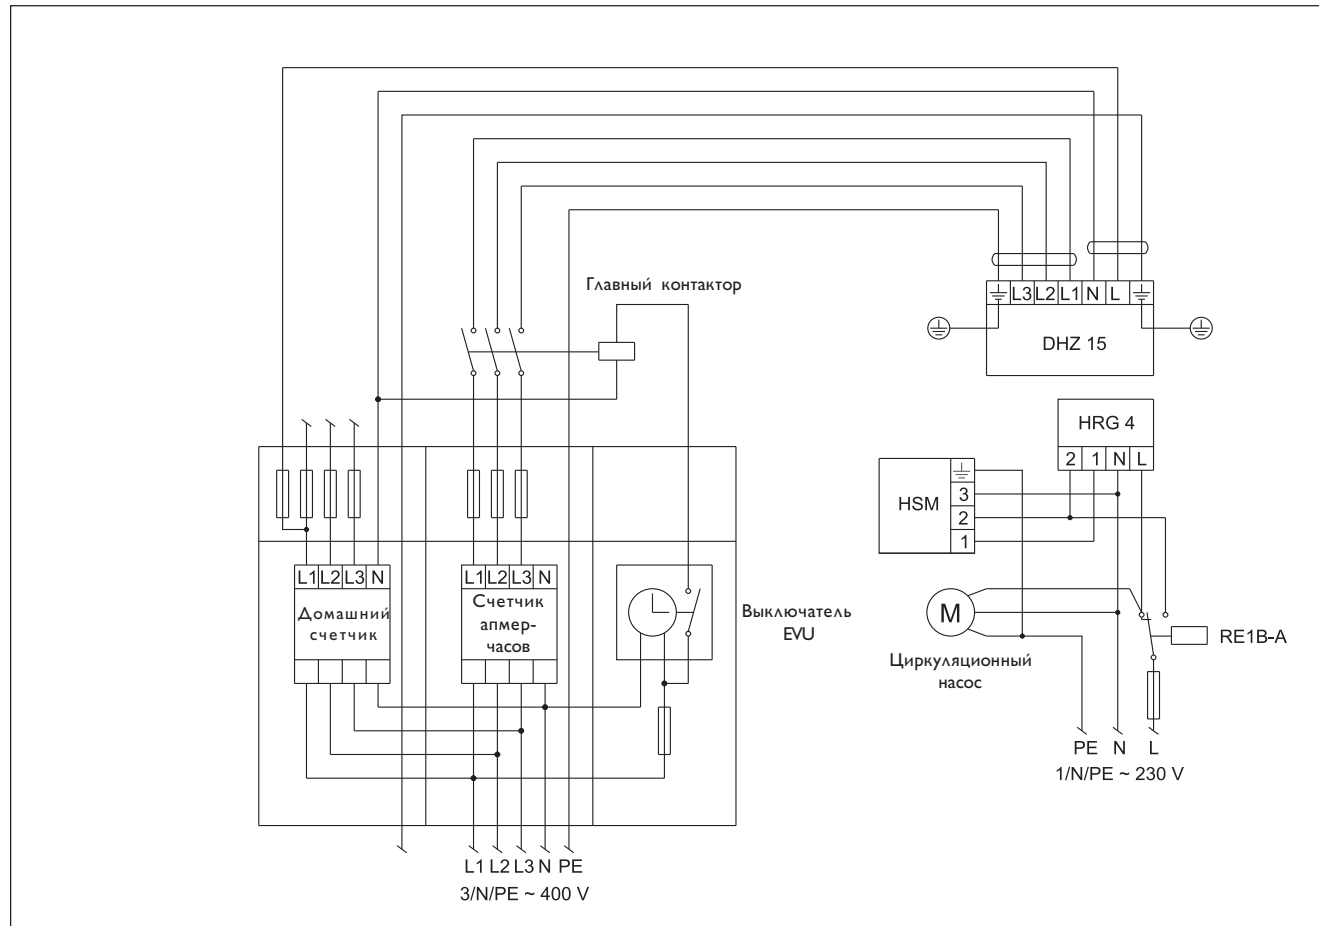 Главный контактор
L3 L2 L1 N L
DHZ 15
HRG 4
2 1 N L
HSM
3
2
1
L1 L2 L3 N
Домашний
счетчик
L1 L2 L3 N
Счетчик
апмер-
часов
Выключатель
EVU
M
Циркуляционный
насос
RE1B-A
PE N L
1/N/PE ~ 230 V
L1 L2 L3 N PE
3/N/PE ~ 400 V